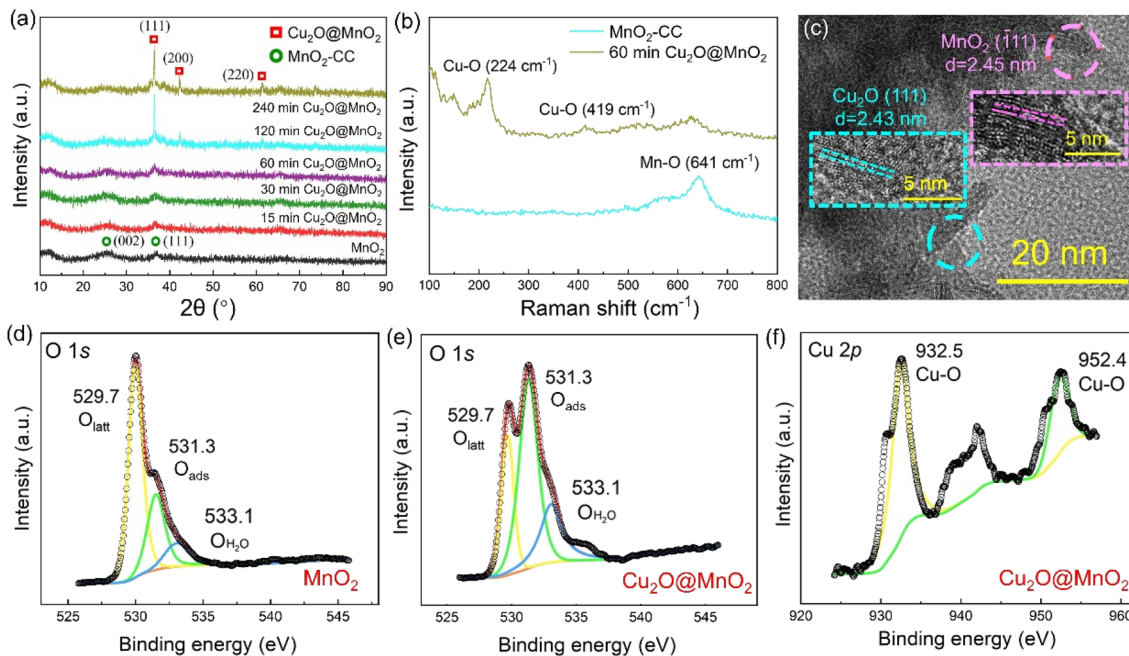 (a)
(111)
Cu₂O@MnO₂
MnO₂-CC
(200)
(220)
240 min Cu₂O@MnO₂
120 min Cu₂O@MnO₂
60 min Cu₂O@MnO₂
30 min Cu₂O@MnO₂
15 min Cu₂O@MnO₂
MnO₂
(002)
(111)
Intensity (a.u.)
10 20 30 40 50 60 70 80 90
2θ (°)
(b)
MnO₂-CC
60 min Cu₂O@MnO₂
Cu-O (224 cm⁻¹)
Cu-O (419 cm⁻¹)
Mn-O (641 cm⁻¹)
Intensity (a.u.)
100 200 300 400 500 600 700 800
Raman shift (cm⁻¹)
(c)
MnO₂ (1̄11)
d=2.45 nm
Cu₂O (111)
d=2.43 nm
5 nm
5 nm
20 nm
(d)
O 1s
529.7
Oₗₐₜₜ
531.3
Oₐdₛ
533.1
O_H₂O
MnO₂
Intensity (a.u.)
525 530 535 540 545
Binding energy (eV)
(e)
O 1s
529.7
Oₗₐₜₜ
531.3
Oₐdₛ
533.1
O_H₂O
Cu₂O@MnO₂
Intensity (a.u.)
525 530 535 540 545
Binding energy (eV)
(f)
Cu 2p
932.5
Cu-O
952.4
Cu-O
Cu₂O@MnO₂
Intensity (a.u.)
920 930 940 950 960
Binding energy (eV)